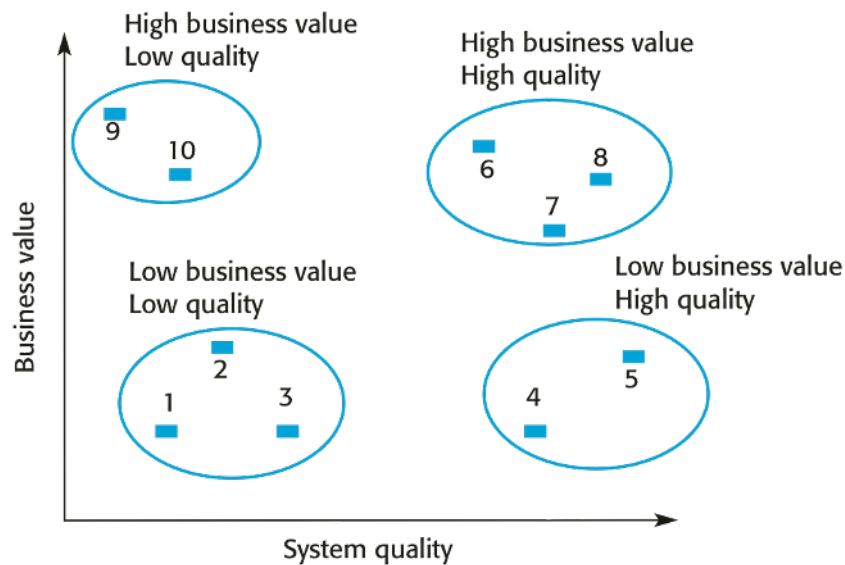 High business value
Low quality
High business value
High quality
9
10
6
8
7
Business value
Low business value
Low quality
Low business value
High quality
2
5
1
3
4
System quality